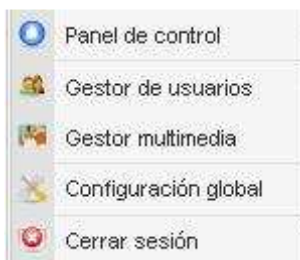 Panel de control
Gestor de usuarios
Gestor multimedia
Configuración global
Cerrar sesión